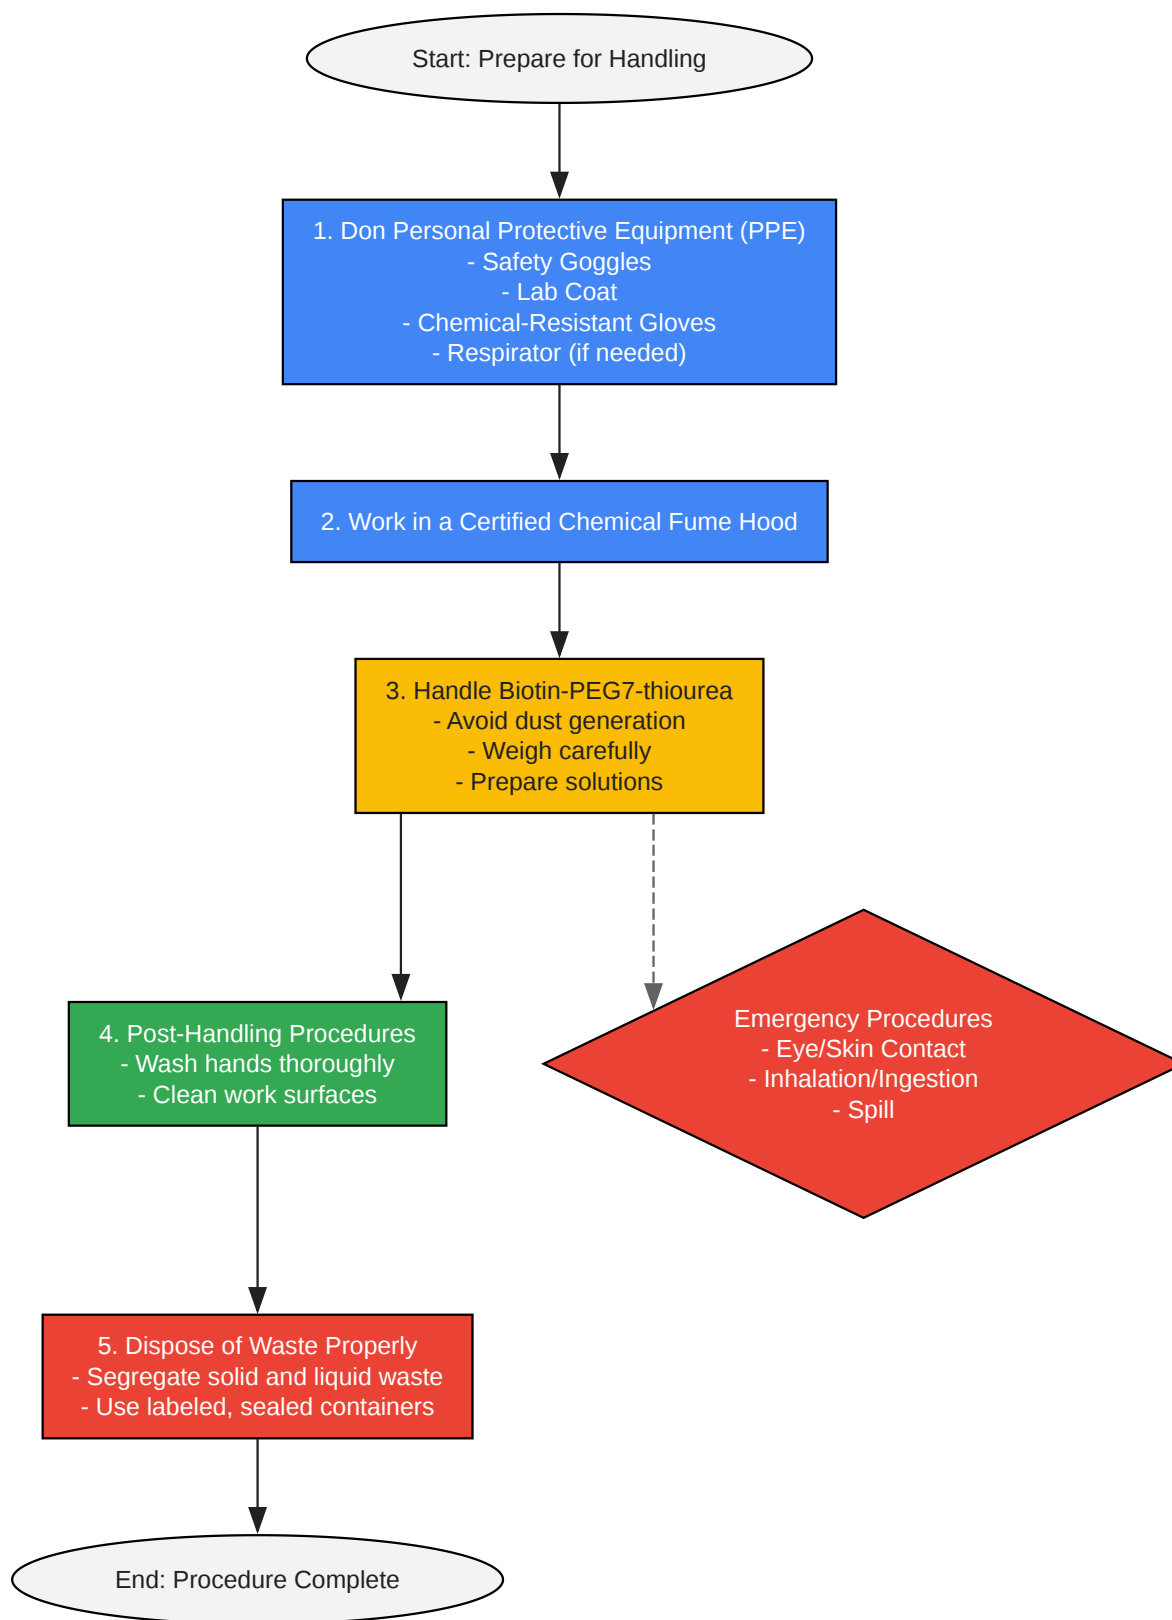 Start: Prepare for Handling
1. Don Personal Protective Equipment (PPE)
- Safety Goggles
- Lab Coat
- Chemical-Resistant Gloves
- Respirator (if needed)
2. Work in a Certified Chemical Fume Hood
3. Handle Biotin-PEG7-thiourea
- Avoid dust generation
- Weigh carefully
- Prepare solutions
4. Post-Handling Procedures
- Wash hands thoroughly
- Clean work surfaces
Emergency Procedures
- Eye/Skin Contact
- Inhalation/Ingestion
- Spill
5. Dispose of Waste Properly
- Segregate solid and liquid waste
- Use labeled, sealed containers
End: Procedure Complete